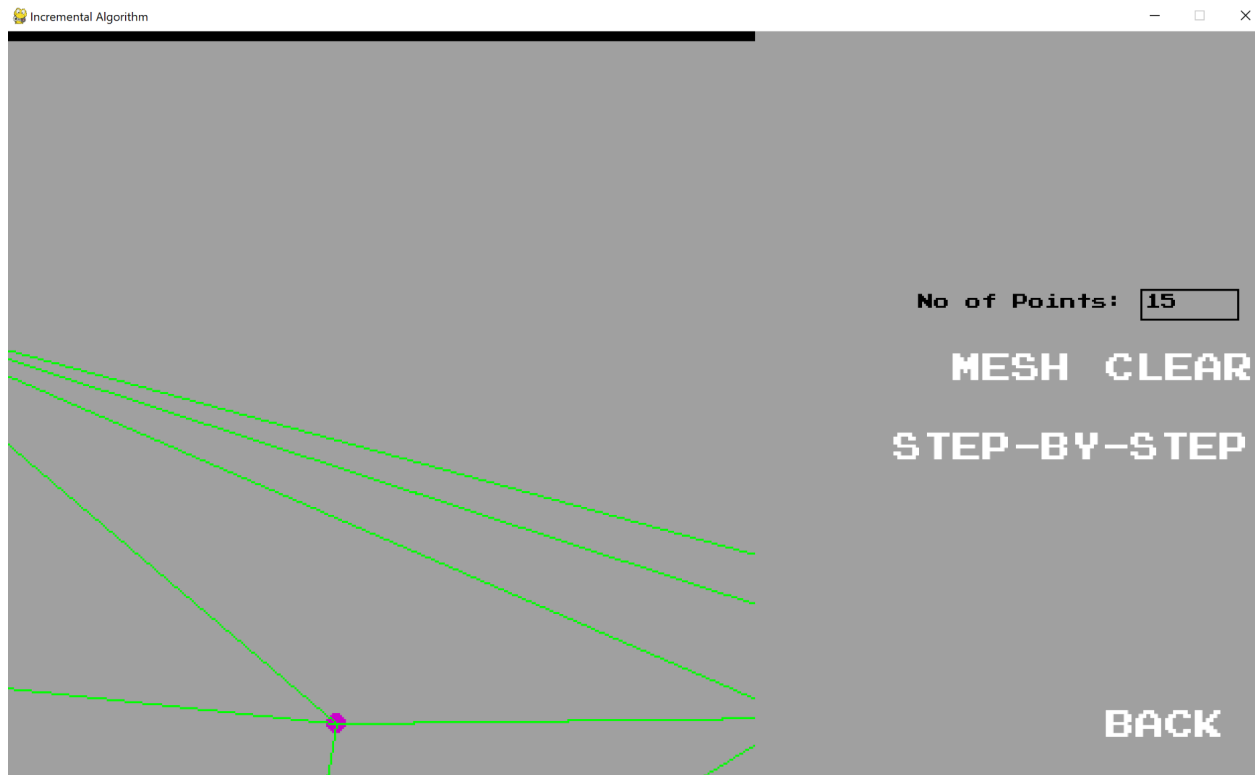 Incremental Algorithm
No of Points: 15
MESH CLEAR
STEP-BY-STEP
BACK